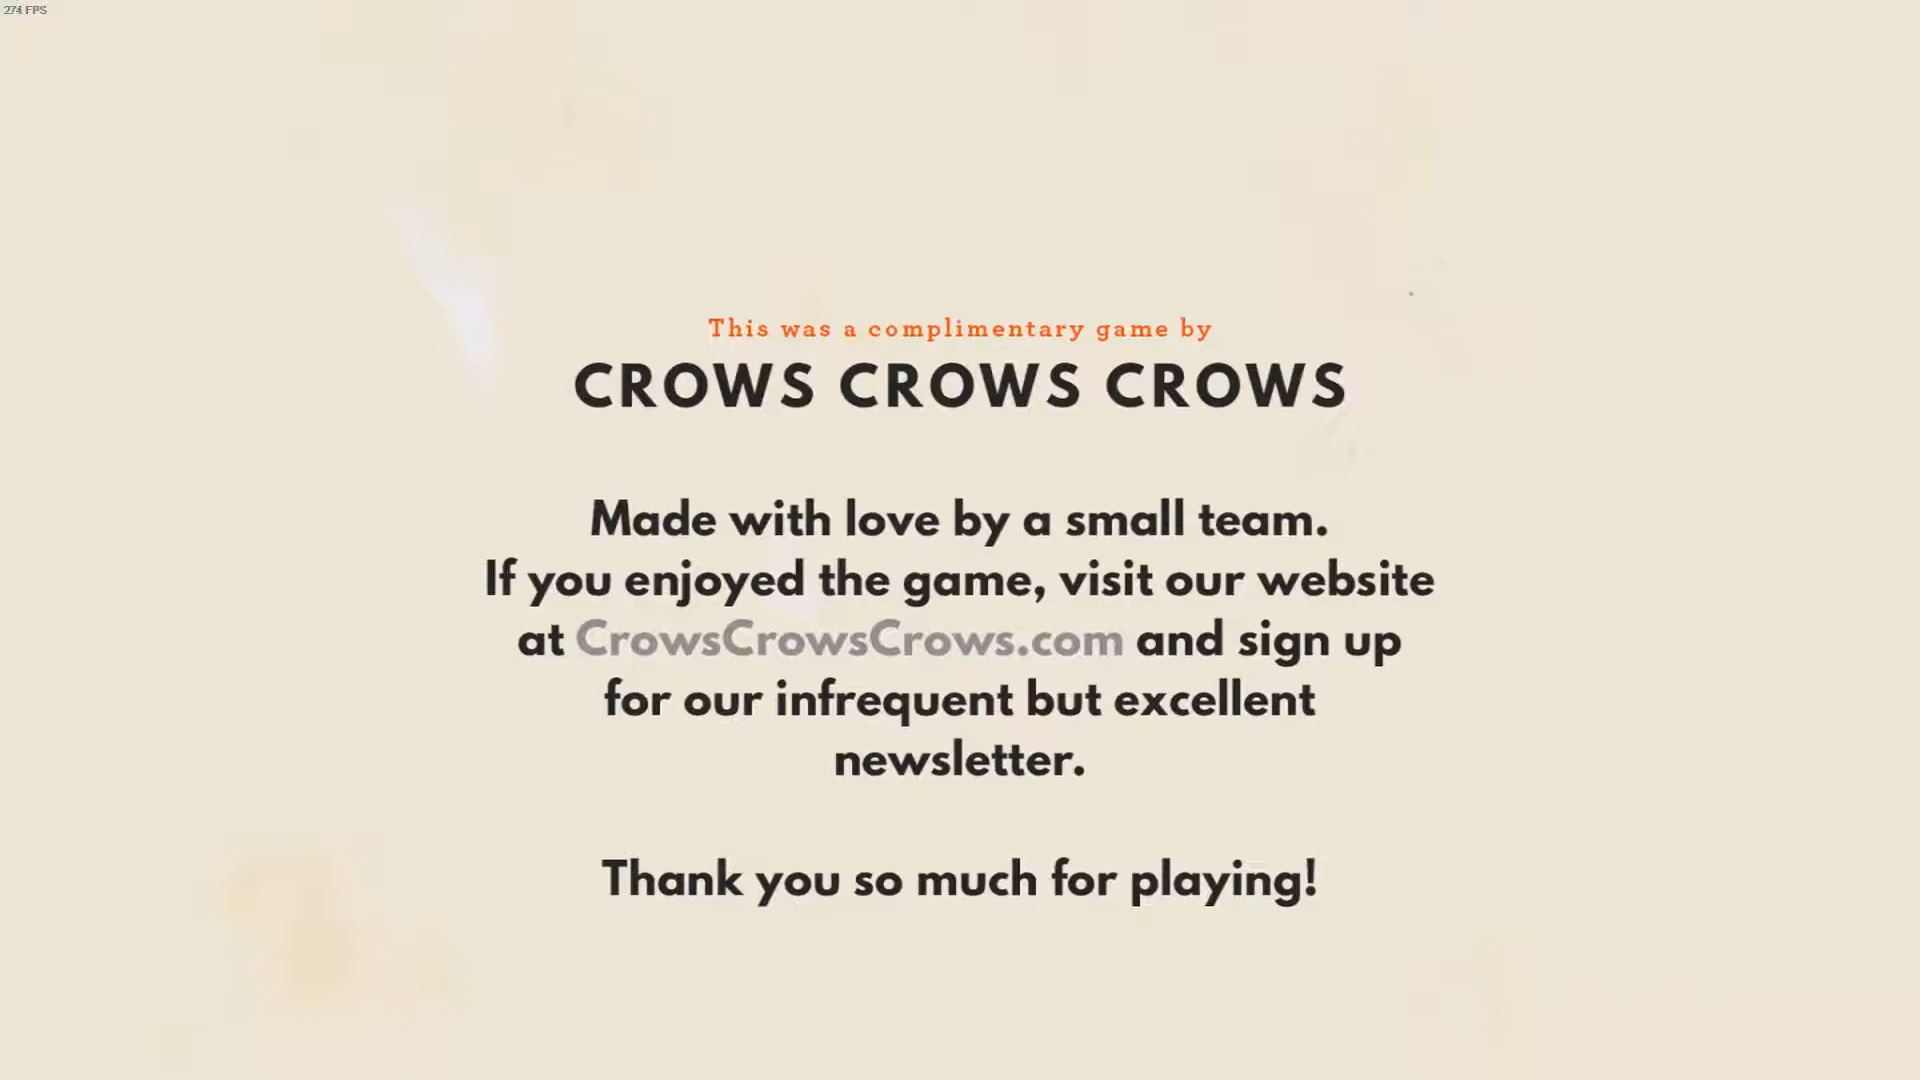 274 FPS
This was a complimentary game by
CROWS CROWS CROWS
Made with love by a small team.
If you enjoyed the game, visit our website
at CrowsCrowsCrows.com and sign up
for our infrequent but excellent
newsletter.
Thank you so much for playing!